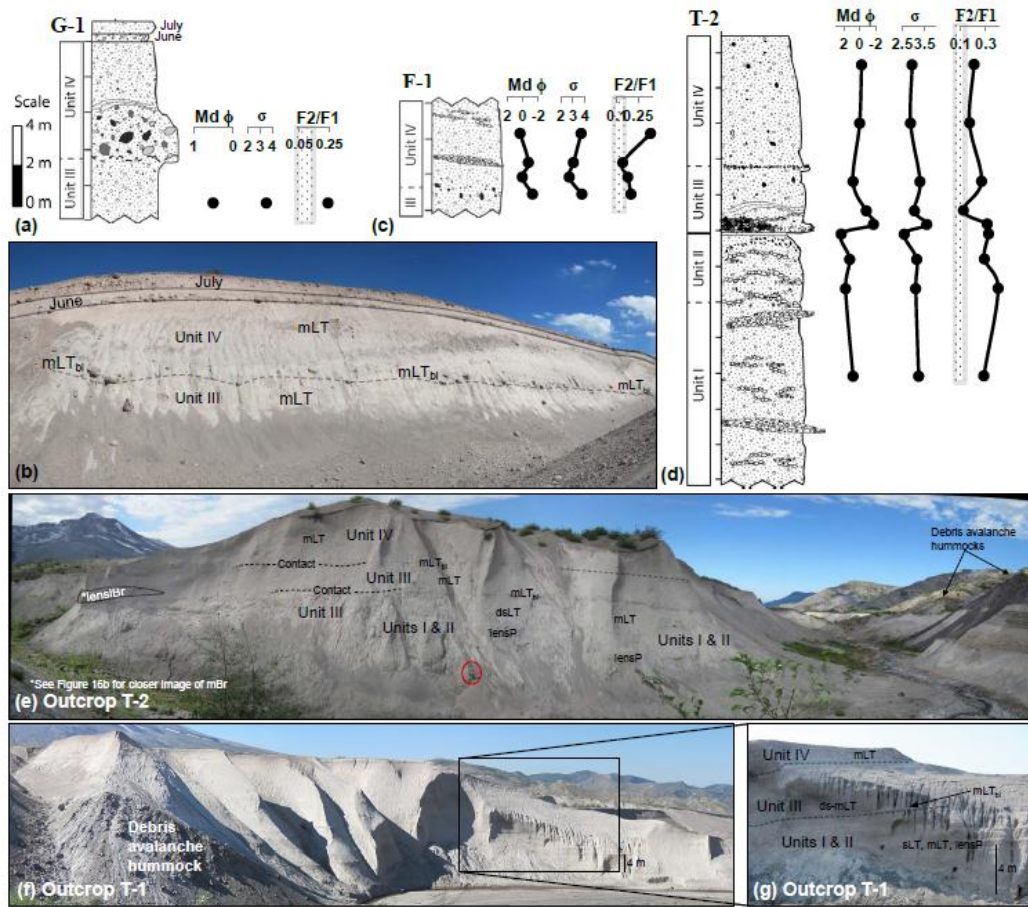 G-1
July
June
Unit IV
Unit III
Scale
4 m
2 m
0 m
Md ϕ
1 0
σ
2 3 4
F2/F1
0.05 0.25
(a)
F-1
Unit IV
III
Md ϕ
2 0 -2
σ
2 3 4
F2/F1
0.1 0.25
(c)
T-2
Unit IV
Unit III
Unit II
Unit I
Md ϕ
2 0 -2
σ
2.5 3.5
F2/F1
0.1 0.3
(d)
July
June
mLT
Unit IV
mLTbl
mLTbl
mLTbl
Unit III
mLT
(b)
mLT
Unit IV
Contact
mLTbl
Unit III
mLT
Contact
*lensIBr
Unit III
mLTbl
dsLT
mLT
Units I & II
lensP
Units I & II
lensP
Debris avalanche
hummocks
*See Figure 16b for closer image of mBr
(e) Outcrop T-2
Debris
avalanche
hummock
4 m
(f) Outcrop T-1
Unit IV
mLT
mLTbl
Unit III
ds-mLT
Units I & II
sLT, mLT, lensP
4 m
(g) Outcrop T-1